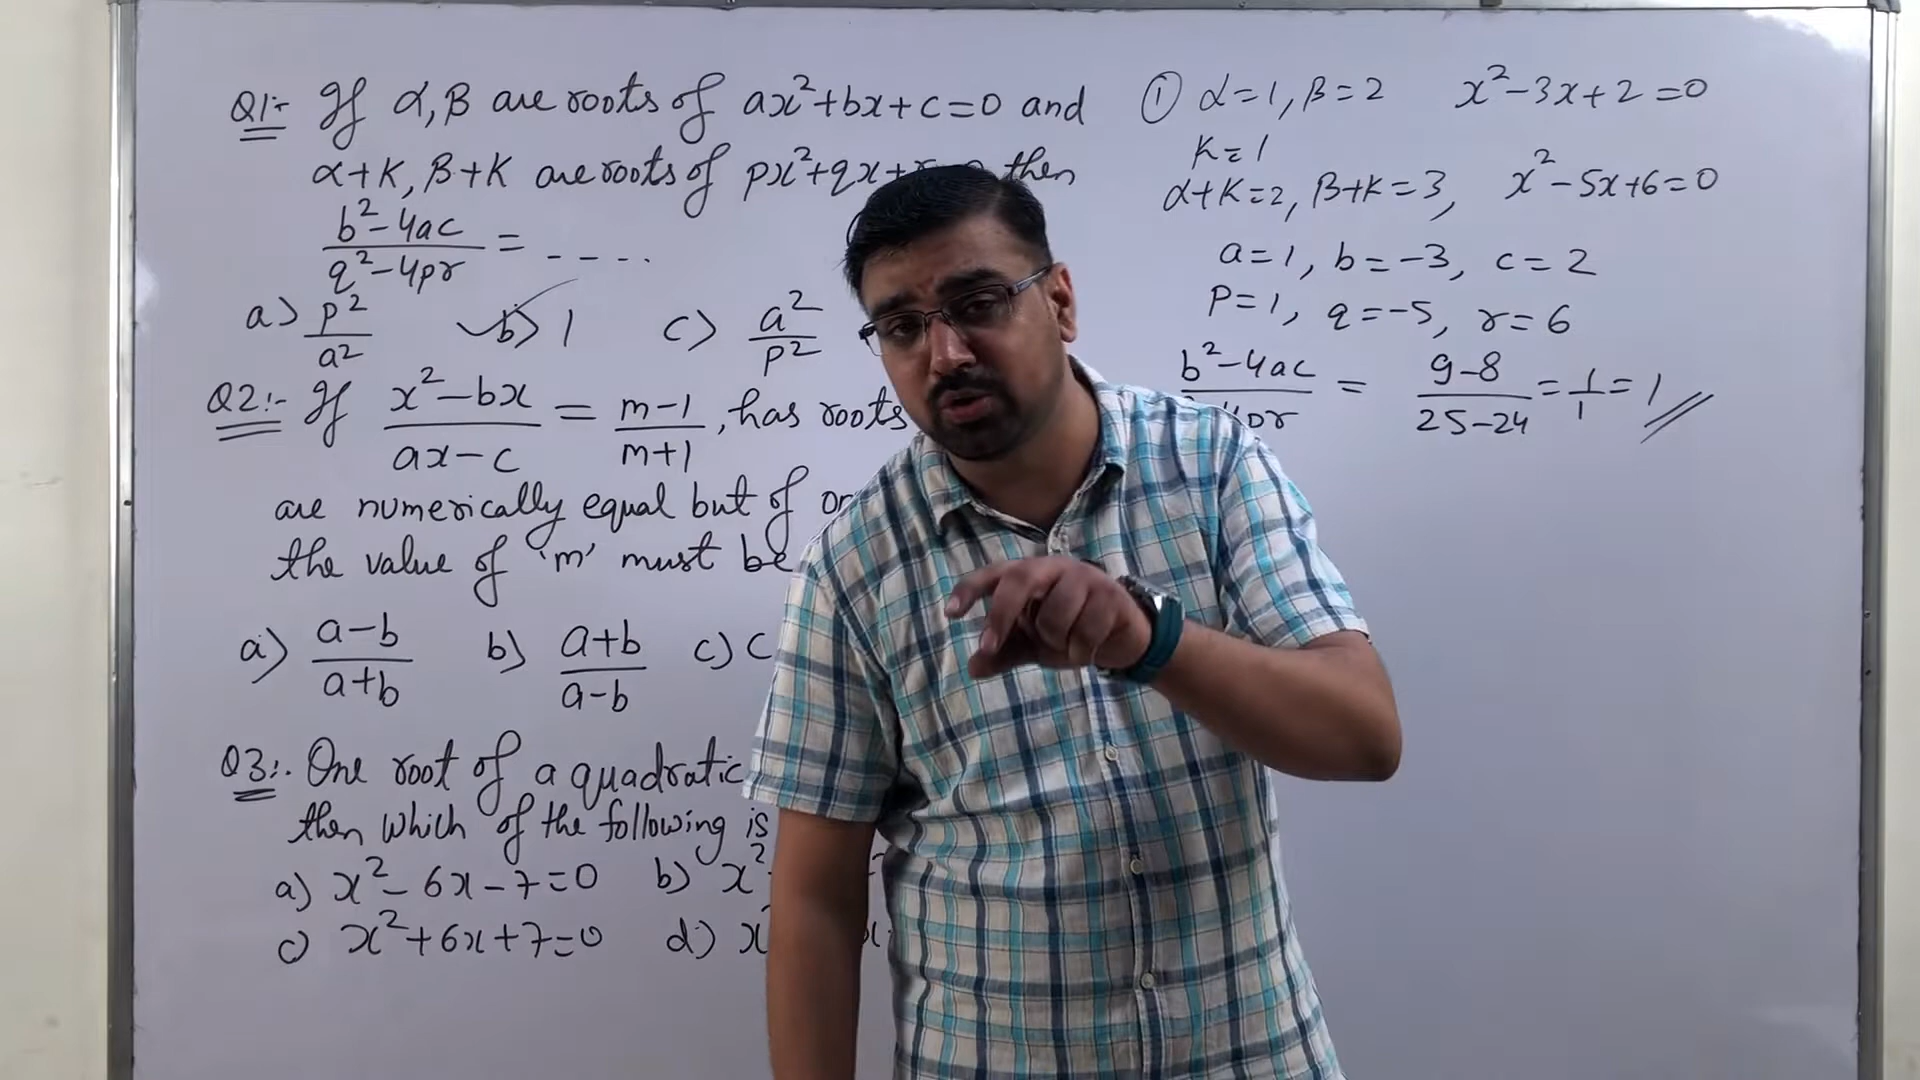 Q1:- If α, β are roots of ax²+bx+c=0 and
α+K, β+K are roots of px²+qx+ then
b²-4ac / q²-4pr = ----
a) p²/a² b) 1 c) a²/p²
Q2:- If x²-bx / ax-c = m-1 / m+1, has roots
are numerically equal but of
the value of 'm' must be
a) a-b / a+b b) a+b / a-b c) c
Q3:. One root of a quadratic
then which of the following is
a) x²-6x-7=0 b) x²
c) x²+6x+7=0 d) x
① α=1, β=2 x²-3x+2=0
K=1
α+K=2, β+K=3, x²-5x+6=0
a=1, b=-3, c=2
P=1, q=-5, r=6
b²-4ac / 4pr = 9-8 / 25-24 = 1/1 = 1